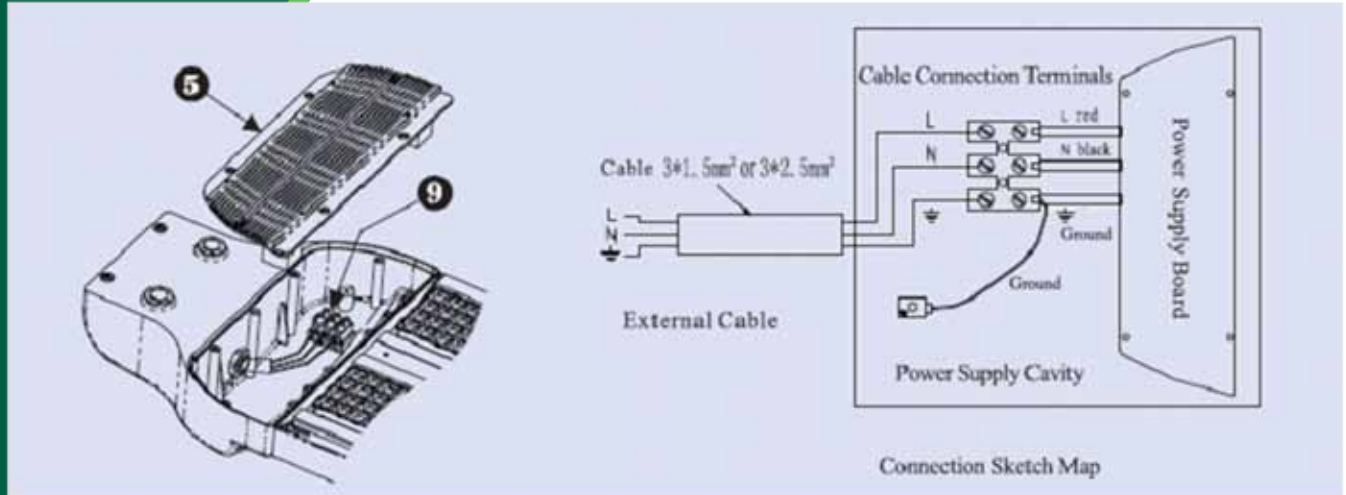 5
9
Cable 3*1.5mm² or 3*2.5mm²
L
N
External Cable
Cable Connection Terminals
L
N
L red
N black
Ground
Ground
Power Supply Board
Power Supply Cavity
Connection Sketch Map